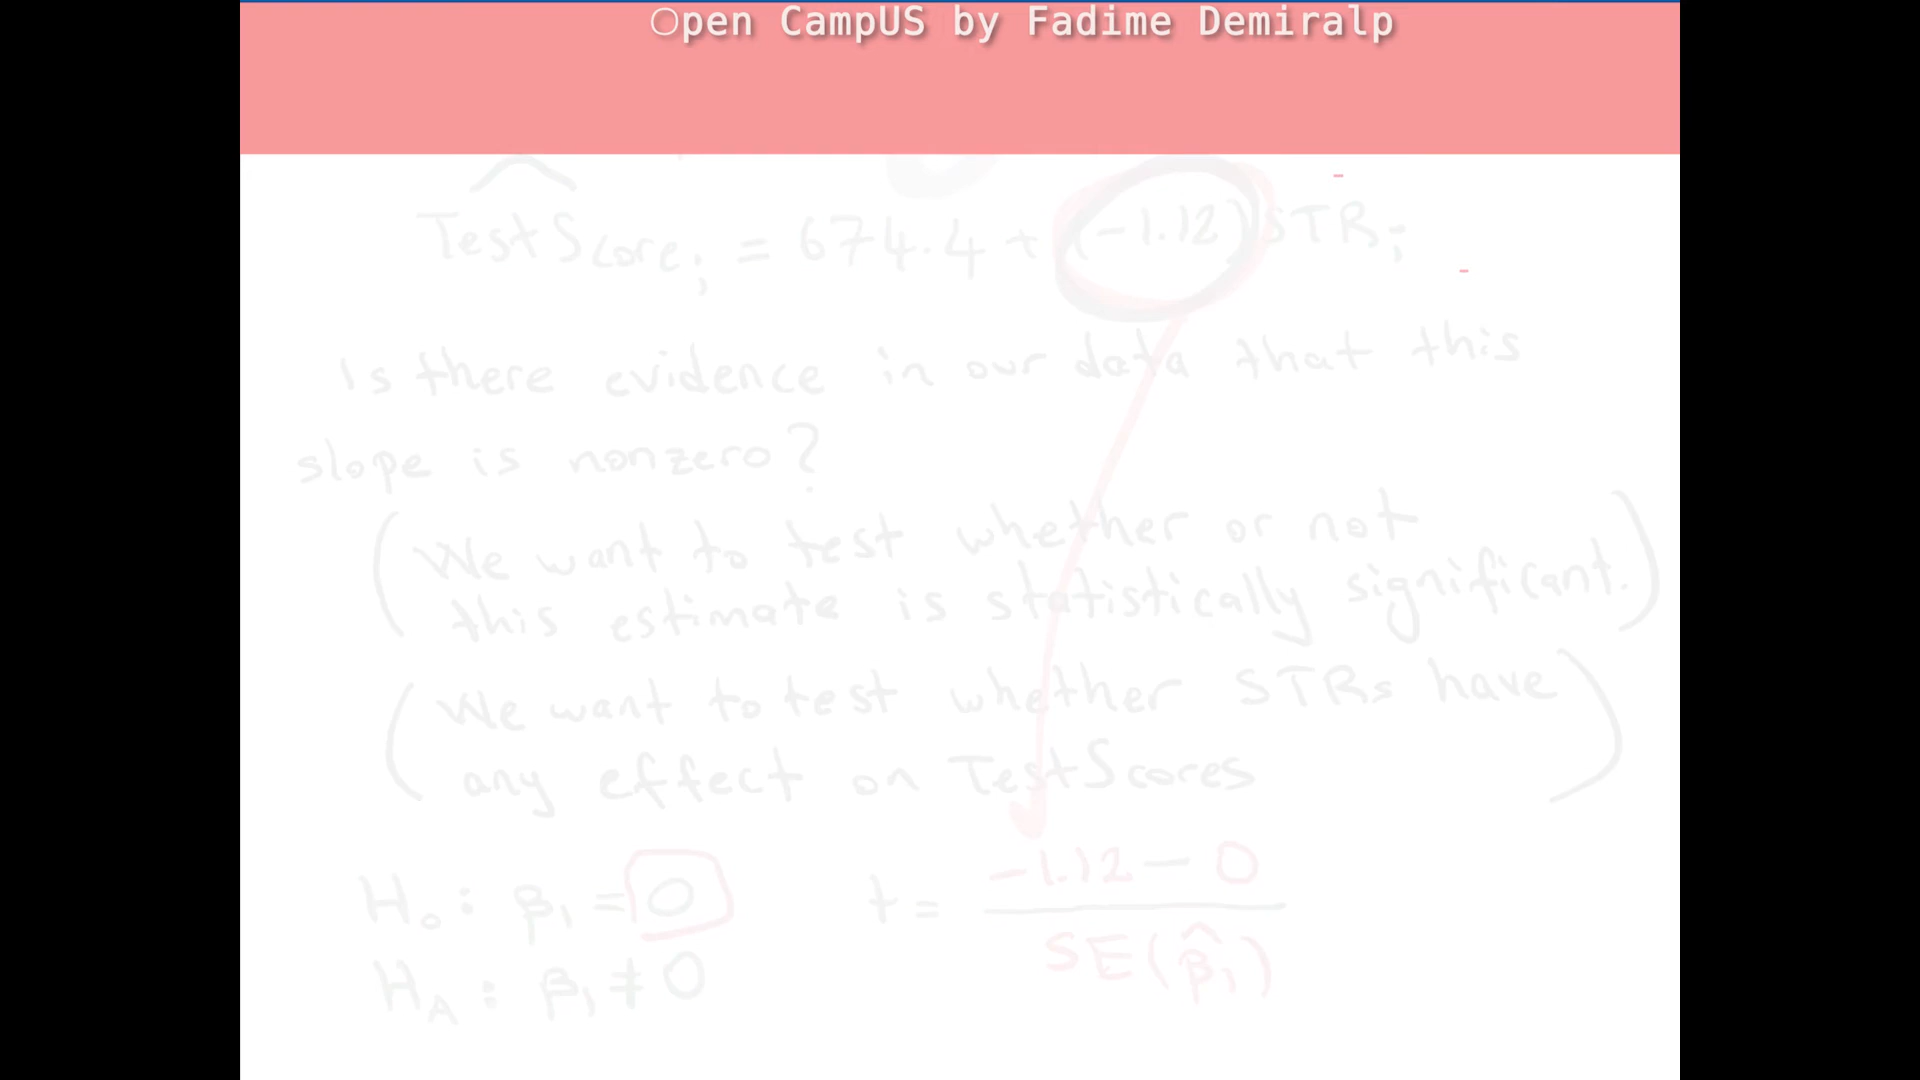 Open CampUS by Fadime Demiralp
TestScoreᵢ = 674.4 + (-1.12) STRᵢ
Is there evidence in our data that this
slope is nonzero?
(We want to test whether or not
this estimate is statistically significant.)
(We want to test whether STRs have
any effect on TestScores)
H₀: β₁ = 0
t = (-1.12 - 0) / SE(β̂₁)
H_A: β₁ ≠ 0